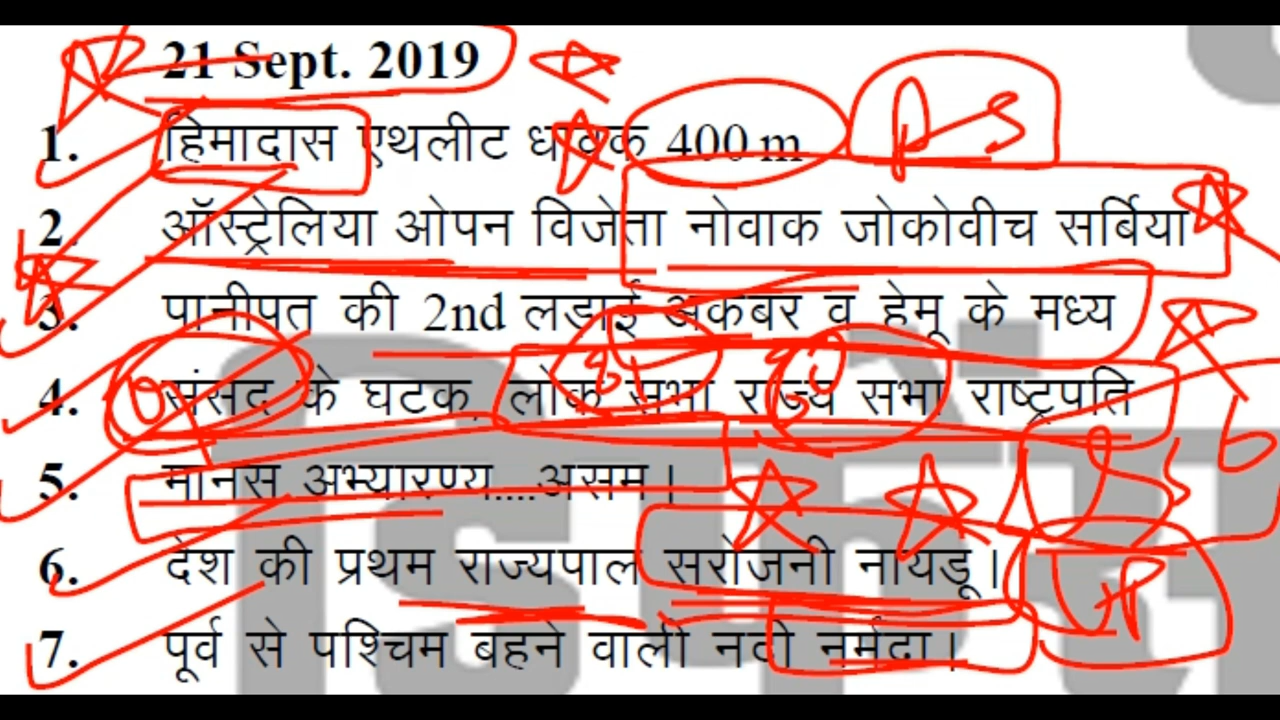 21 Sept. 2019
1. हिमादास एथलीट धावक 400 m
2. ऑस्ट्रेलिया ओपन विजेता नोवाक जोकोवीच सर्बिया
3. पानीपत की 2nd लडाई अकबर व हेमू के मध्य
4. संसद के घटक, लोक सभा राज्य सभा राष्ट्रपति
5. मानस अभ्यारण्य....असम।
6. देश की प्रथम राज्यपाल सरोजनी नायडू। UP
7. पूर्व से पश्चिम बहने वाली नदी नर्मदा।